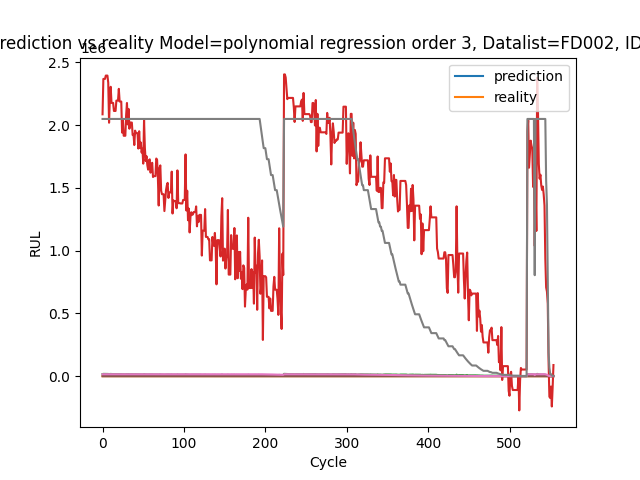 rediction vs reality Model=polynomial regression order 3, Datalist=FD002, ID
1e6
2.5
2.0
1.5
1.0
0.5
0.0
RUL
prediction
reality
0 100 200 300 400 500
Cycle